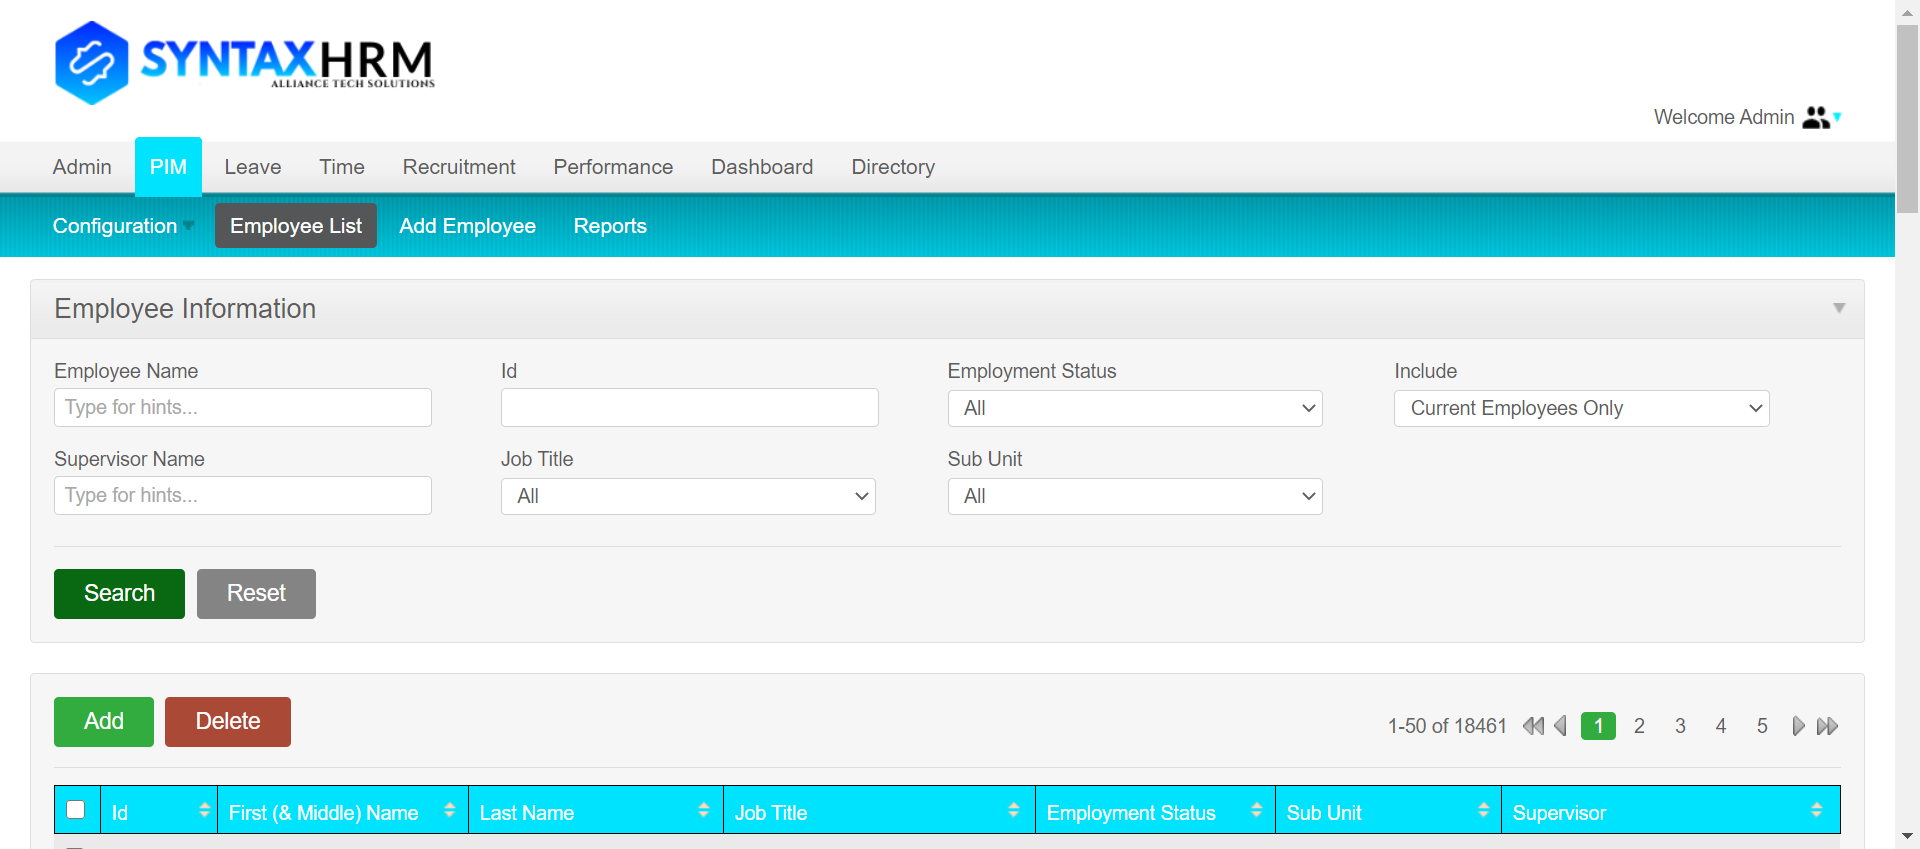 SYNTAXHRM
ALLIANCE TECH SOLUTIONS
Welcome Admin
Admin PIM Leave Time Recruitment Performance Dashboard Directory
Configuration Employee List Add Employee Reports
Employee Information
Employee Name Id Employment Status Include
Type for hints... All Current Employees Only
Supervisor Name Job Title Sub Unit
Type for hints... All All
Search Reset
Add Delete 1-50 of 18461 1 2 3 4 5
Id First (& Middle) Name Last Name Job Title Employment Status Sub Unit Supervisor